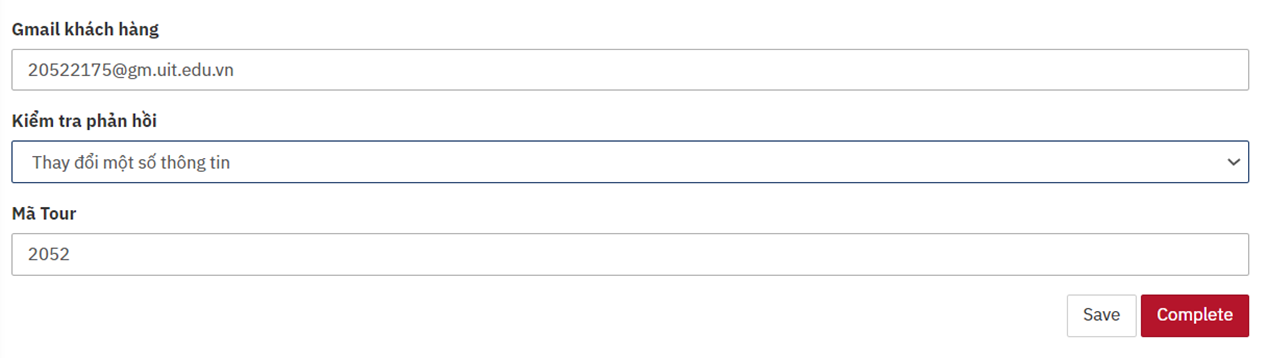 Gmail khách hàng
20522175@gm.uit.edu.vn
Kiểm tra phản hồi
Thay đổi một số thông tin
Mã Tour
2052
Save Complete